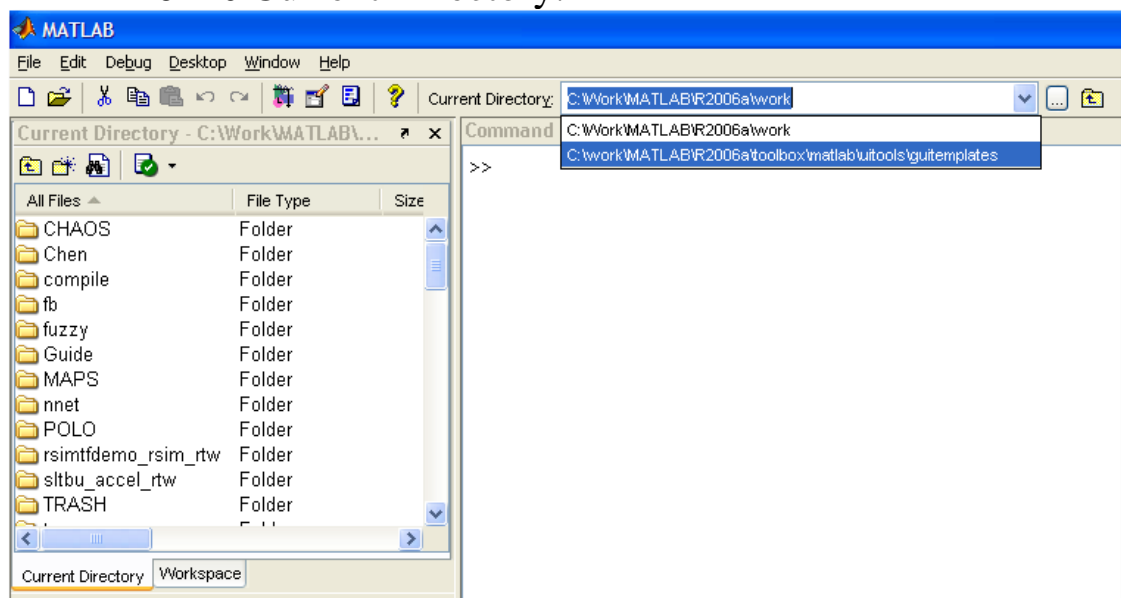 MATLAB
File Edit Debug Desktop Window Help
Current Directory: C:\Work\MATLAB\R2006a\work
Current Directory - C:\Work\MATLAB\...
Command
C:\Work\MATLAB\R2006a\work
C:\work\MATLAB\R2006a\toolbox\matlab\uitools\guitemplates
>>
All Files File Type Size
CHAOS Folder
Chen Folder
compile Folder
fb Folder
fuzzy Folder
Guide Folder
MAPS Folder
nnet Folder
POLO Folder
rsimtfdemo_rsim_rtw Folder
sltbu_accel_rtw Folder
TRASH Folder
Current Directory Workspace